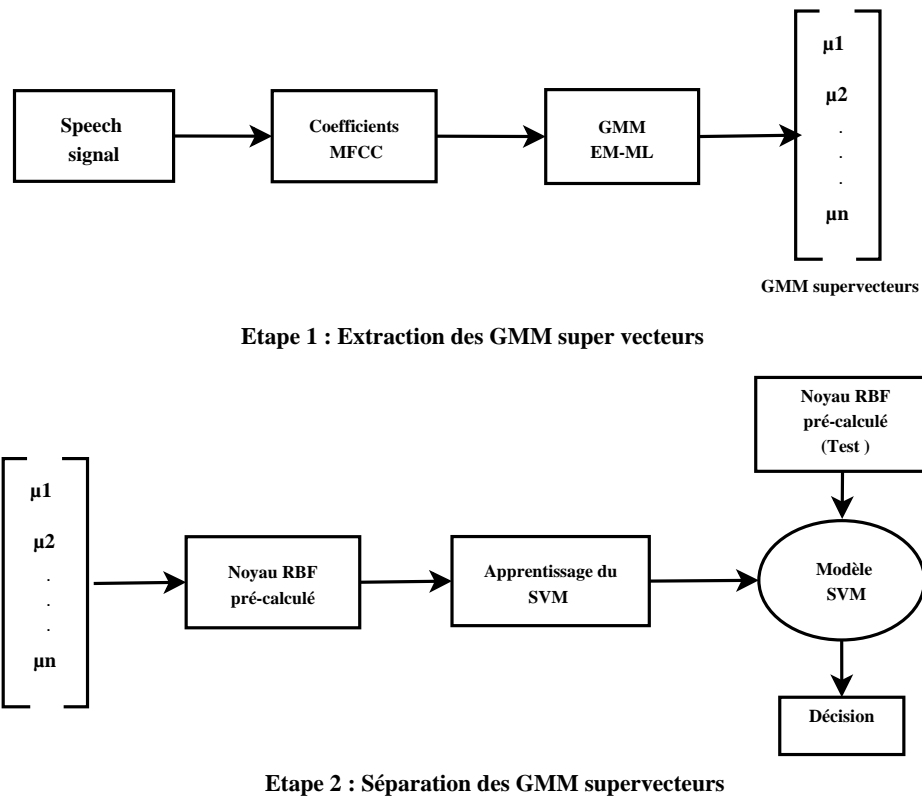 Speech
signal
Coefficients
MFCC
GMM
EM-ML
µ1
µ2
.
.
.
µn
GMM supervecteurs
Etape 1 : Extraction des GMM super vecteurs
Noyau RBF
pré-calculé
(Test )
µ1
µ2
.
.
.
µn
Noyau RBF
pré-calculé
Apprentissage du
SVM
Modèle
SVM
Décision
Etape 2 : Séparation des GMM supervecteurs